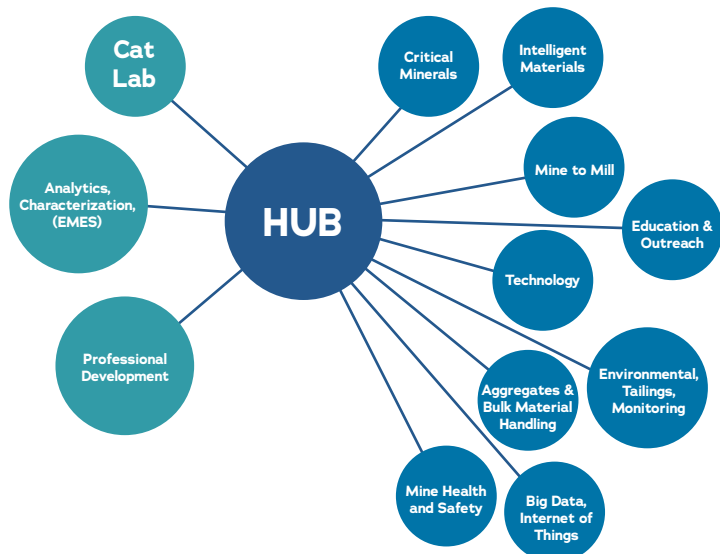 Cat
Lab
Critical
Minerals
Intelligent
Materials
Mine to Mill
Analytics,
Characterization,
(EMES)
HUB
Education &
Outreach
Technology
Professional
Development
Environmental,
Tailings,
Monitoring
Aggregates &
Bulk Material
Handling
Mine Health
and Safety
Big Data,
Internet of
Things